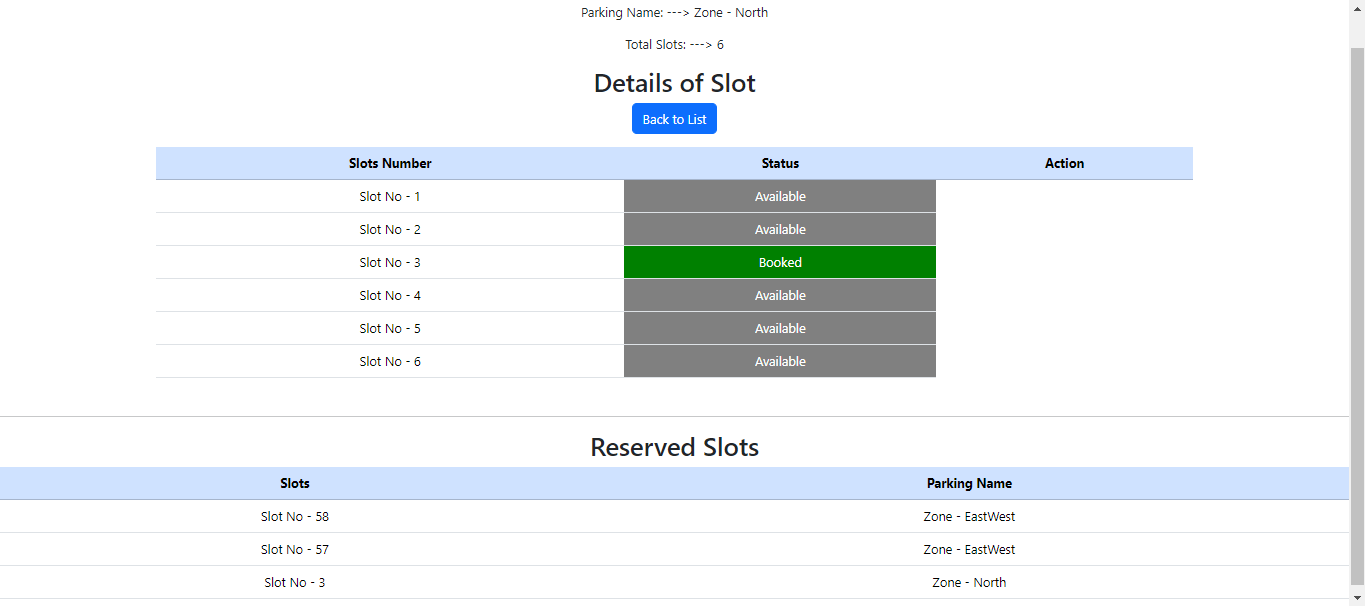 Parking Name: ---> Zone - North
Total Slots: ---> 6
Details of Slot
Back to List
Slots Number Status Action
Slot No - 1 Available
Slot No - 2 Available
Slot No - 3 Booked
Slot No - 4 Available
Slot No - 5 Available
Slot No - 6 Available
Reserved Slots
Slots Parking Name
Slot No - 58 Zone - EastWest
Slot No - 57 Zone - EastWest
Slot No - 3 Zone - North